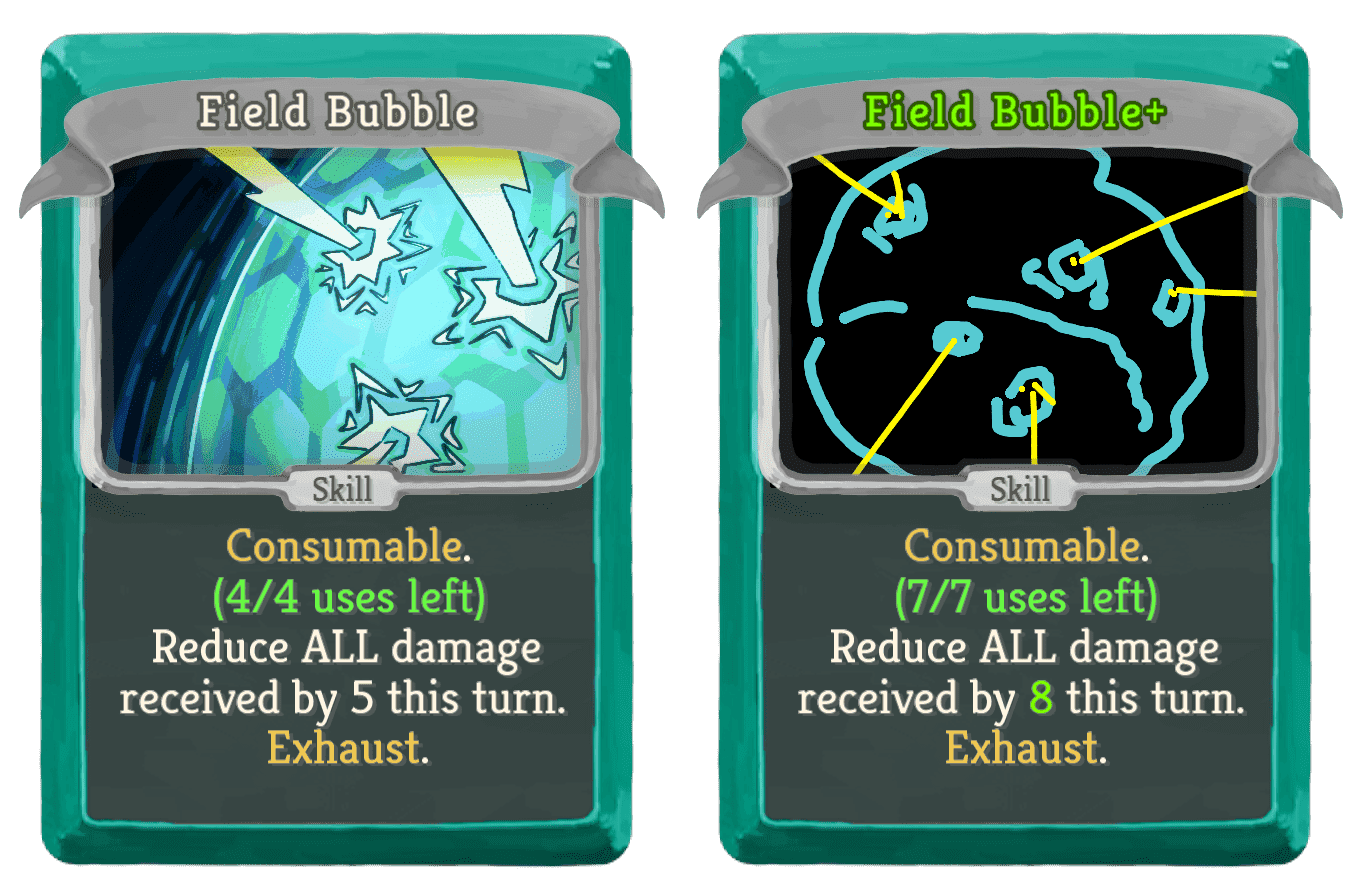 Field Bubble
Skill
Consumable.
(4/4 uses left)
Reduce ALL damage
received by 5 this turn.
Exhaust.
Field Bubble+
Skill
Consumable.
(7/7 uses left)
Reduce ALL damage
received by 8 this turn.
Exhaust.